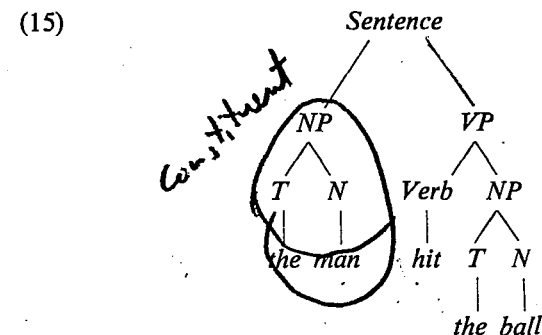 (15)
Sentence
constituent
NP VP
T N Verb NP
the man hit T N
the ball